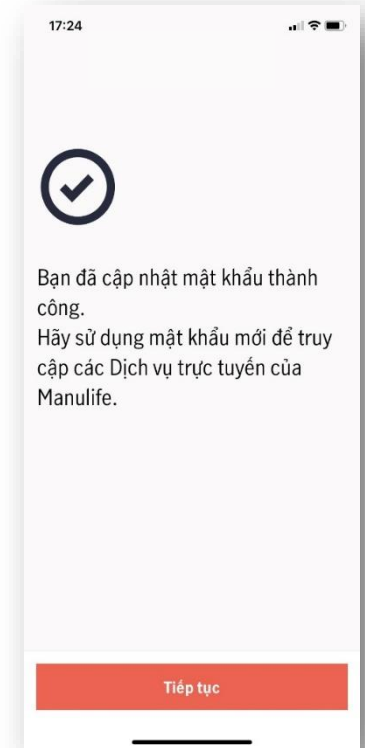 17:24
Bạn đã cập nhật mật khẩu thành
công.
Hãy sử dụng mật khẩu mới để truy
cập các Dịch vụ trực tuyến của
Manulife.
Tiếp tục